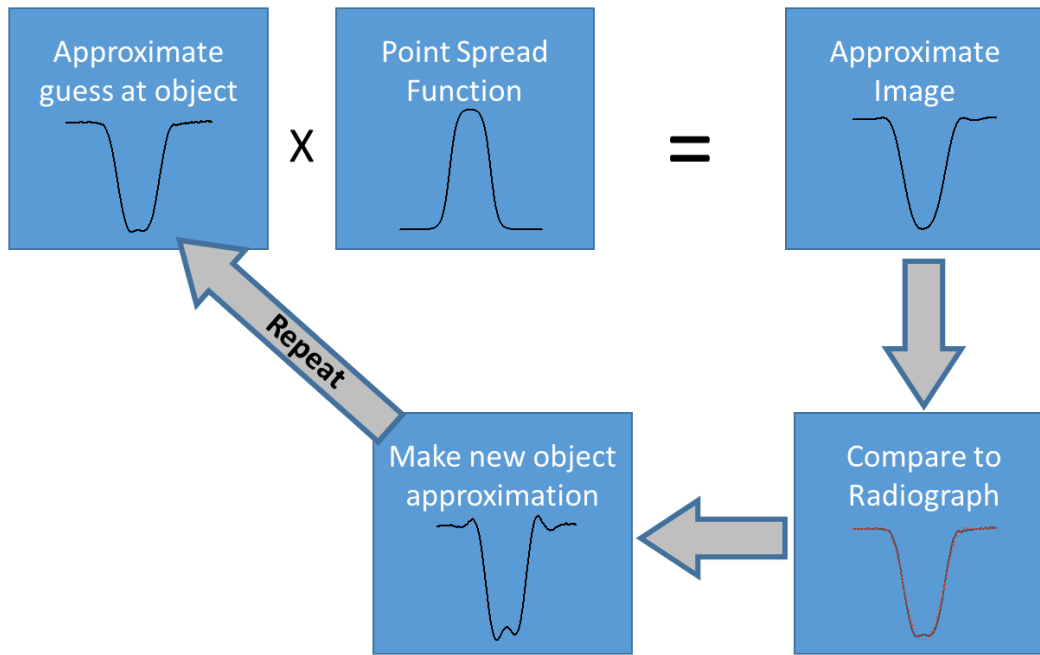 Approximate
guess at object
X
Point Spread
Function
=
Approximate
Image
Compare to
Radiograph
Make new object
approximation
Repeat